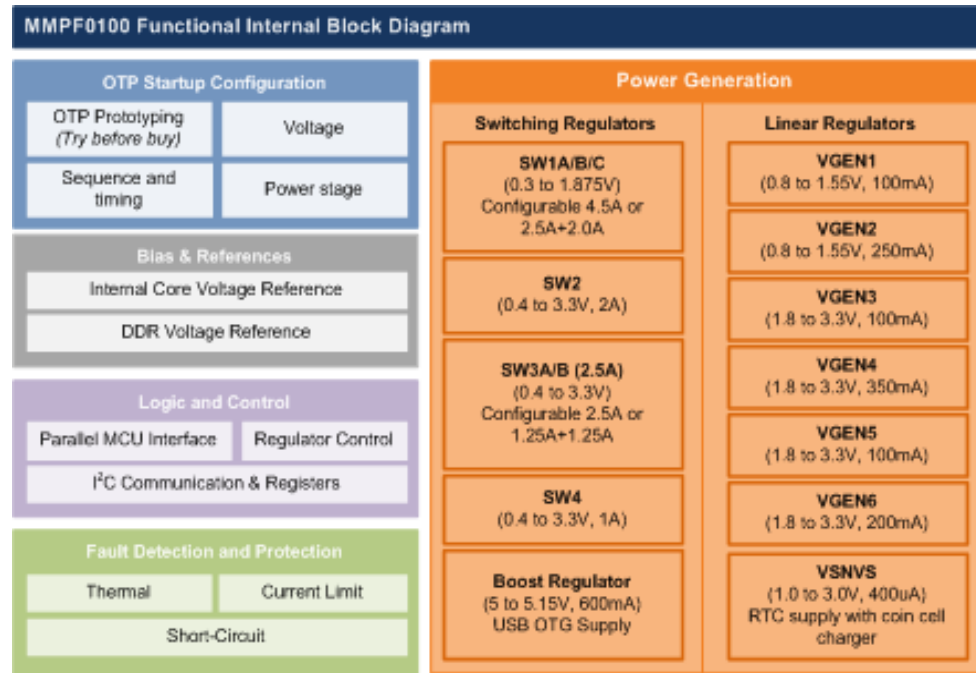 MMPF0100 Functional Internal Block Diagram
OTP Startup Configuration
OTP Prototyping
(Try before buy)
Voltage
Sequence and
timing
Power stage
Bias & References
Internal Core Voltage Reference
DDR Voltage Reference
Logic and Control
Parallel MCU Interface
Regulator Control
I²C Communication & Registers
Fault Detection and Protection
Thermal
Current Limit
Short-Circuit
Power Generation
Switching Regulators
SW1A/B/C
(0.3 to 1.875V)
Configurable 4.5A or
2.5A+2.0A
SW2
(0.4 to 3.3V, 2A)
SW3A/B (2.5A)
(0.4 to 3.3V)
Configurable 2.5A or
1.25A+1.25A
SW4
(0.4 to 3.3V, 1A)
Boost Regulator
(5 to 5.15V, 600mA)
USB OTG Supply
Linear Regulators
VGEN1
(0.8 to 1.55V, 100mA)
VGEN2
(0.8 to 1.55V, 250mA)
VGEN3
(1.8 to 3.3V, 100mA)
VGEN4
(1.8 to 3.3V, 350mA)
VGEN5
(1.8 to 3.3V, 100mA)
VGEN6
(1.8 to 3.3V, 200mA)
VSNVS
(1.0 to 3.0V, 400uA)
RTC supply with coin cell
charger